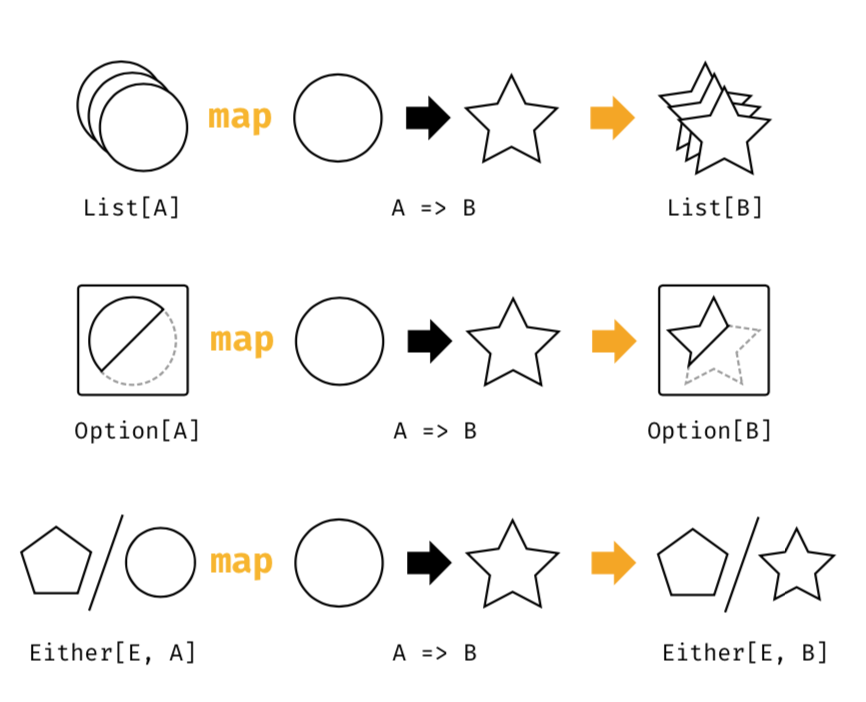 map
List[A] A => B List[B]
map
Option[A] A => B Option[B]
map
Either[E, A] A => B Either[E, B]